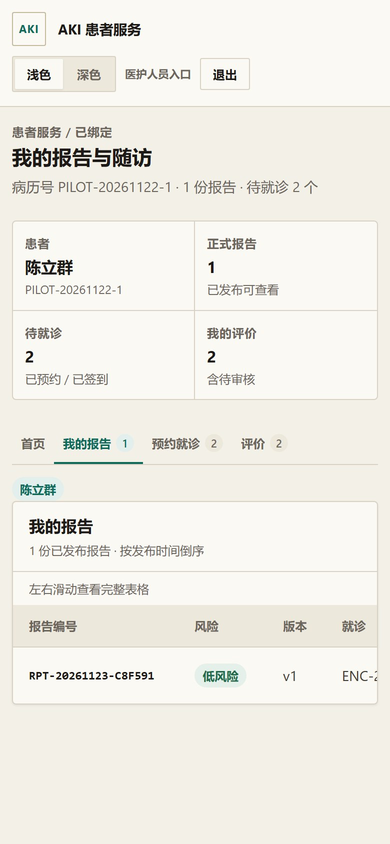 AKI
AKI 患者服务
浅色
深色
医护人员入口
退出
患者服务 / 已绑定
我的报告与随访
病历号 PILOT-20261122-1 · 1 份报告 · 待就诊 2 个
患者
陈立群
PILOT-20261122-1
正式报告
1
已发布可查看
待就诊
2
已预约 / 已签到
我的评价
2
含待审核
首页
我的报告 1
预约就诊 2
评价 2
陈立群
我的报告
1 份已发布报告 · 按发布时间倒序
左右滑动查看完整表格
报告编号 风险 版本 就诊
RPT-20261123-C8F591 低风险 v1 ENC-2